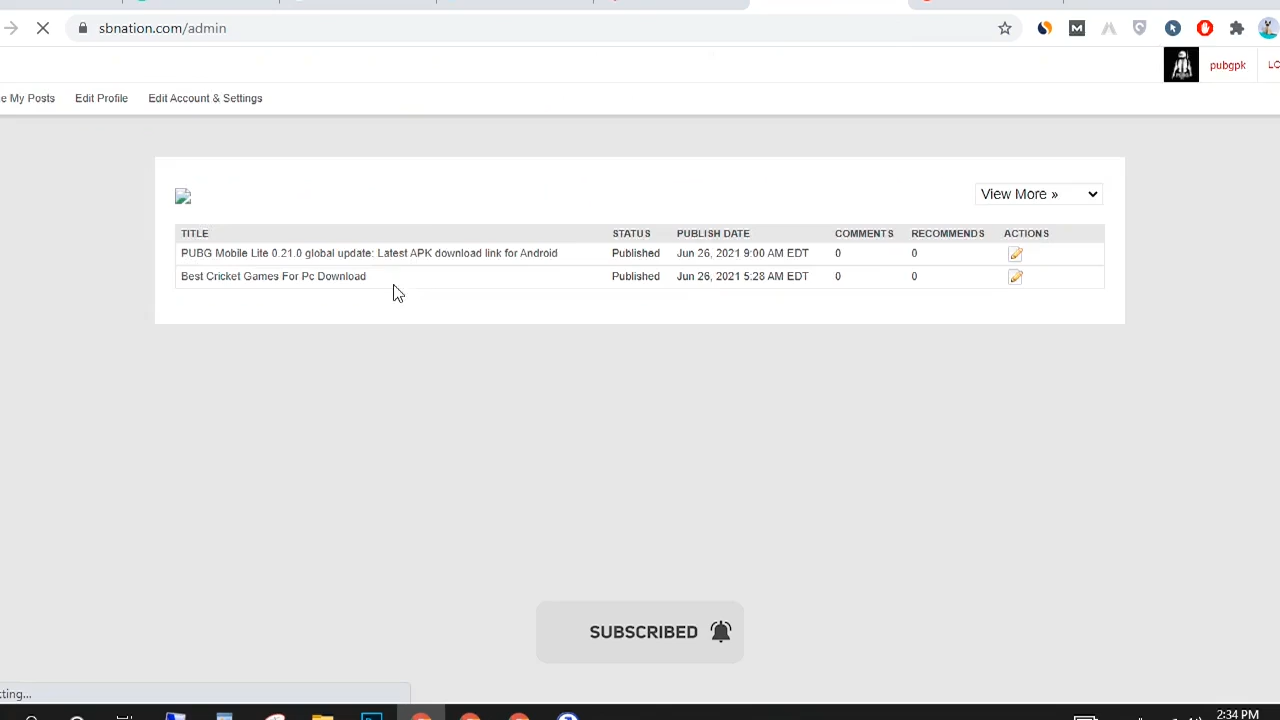 sbnation.com/admin
pubgpk
LO
e My Posts Edit Profile Edit Account & Settings
View More »
TITLE STATUS PUBLISH DATE COMMENTS RECOMMENDS ACTIONS
PUBG Mobile Lite 0.21.0 global update: Latest APK download link for Android Published Jun 26, 2021 9:00 AM EDT 0 0
Best Cricket Games For Pc Download Published Jun 26, 2021 5:28 AM EDT 0 0
SUBSCRIBED
tting...
2:34 PM